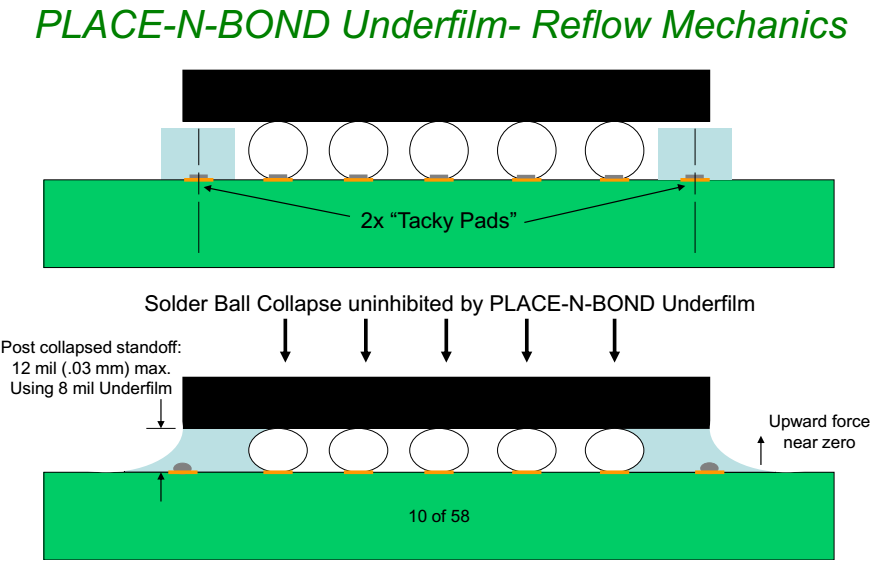 PLACE-N-BOND Underfilm- Reflow Mechanics
2x “Tacky Pads”
Solder Ball Collapse uninhibited by PLACE-N-BOND Underfilm
Post collapsed standoff:
12 mil (.03 mm) max.
Using 8 mil Underfilm
Upward force
near zero
10 of 58